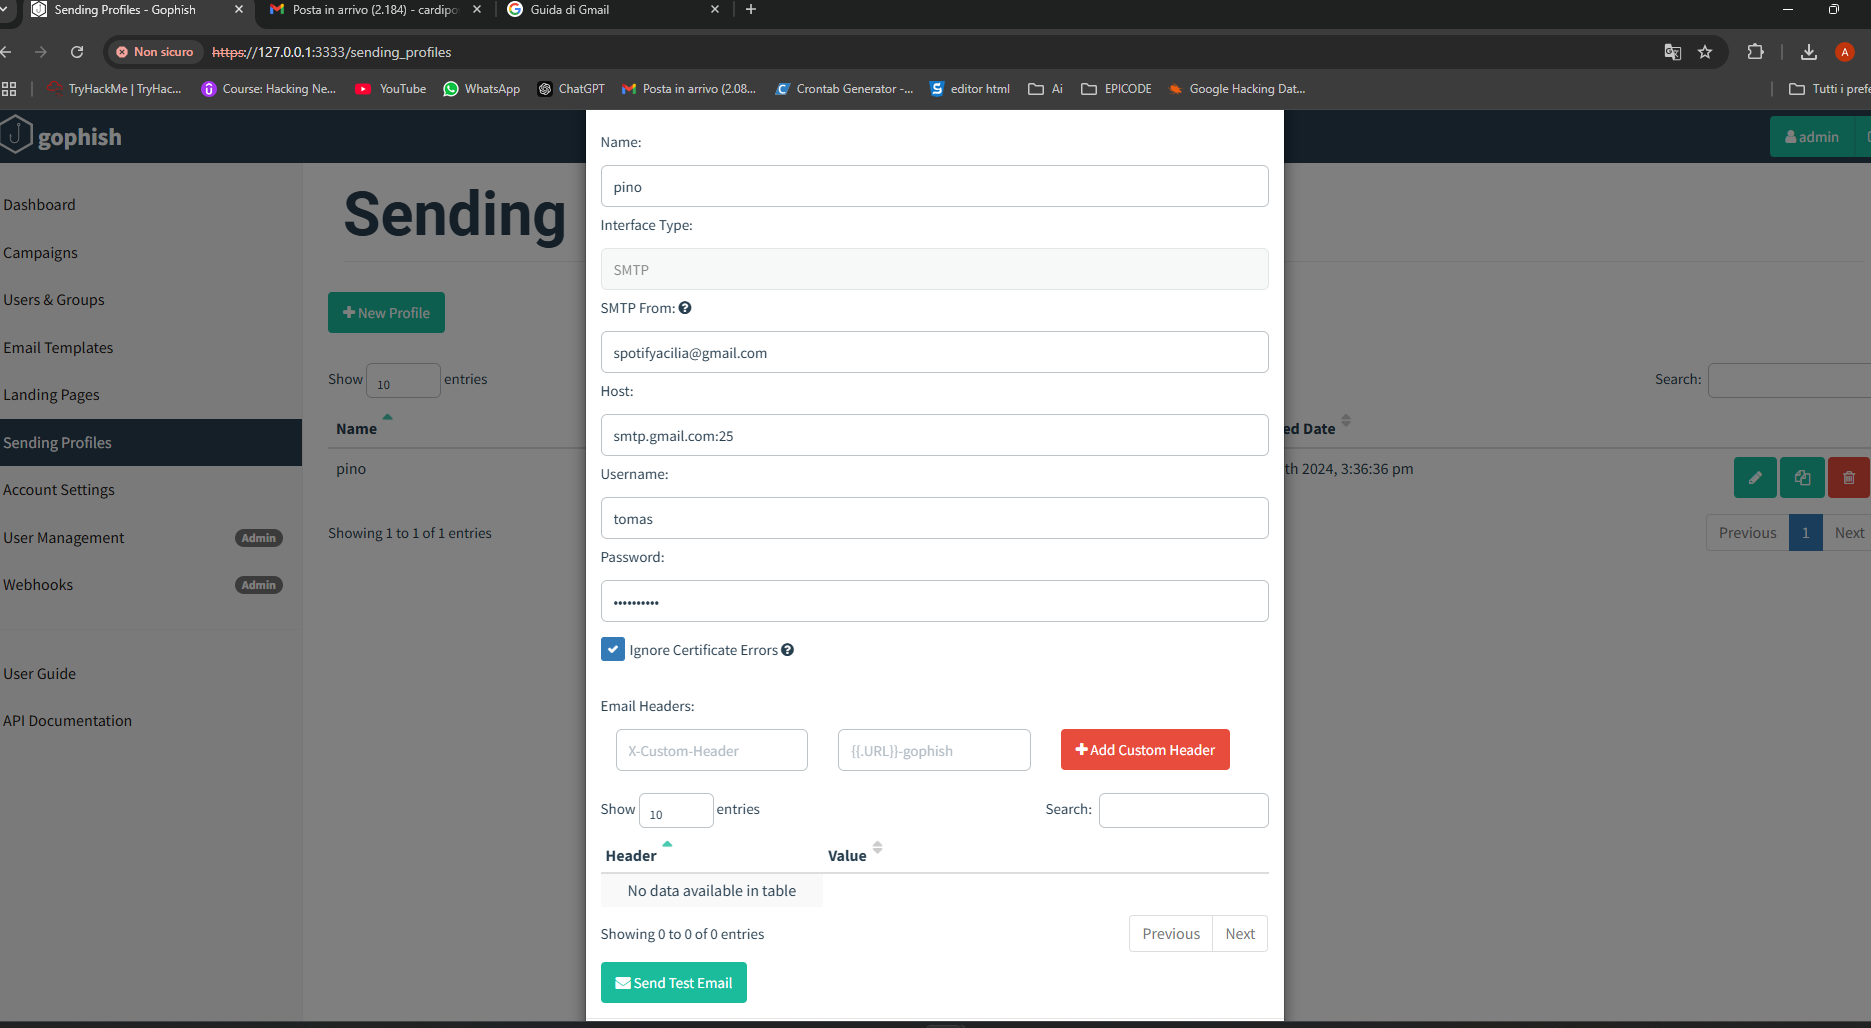 Sending Profiles - Gophish
Posta in arrivo (2.184) - cardipo
Guida di Gmail
Non sicuro
https://127.0.0.1:3333/sending_profiles
A
TryHackMe | TryHac...
Course: Hacking Ne...
YouTube
WhatsApp
ChatGPT
Posta in arrivo (2.08...
Crontab Generator -...
editor html
Ai
EPICODE
Google Hacking Dat...
Tutti i prefe
gophish
admin
Dashboard
Campaigns
Users & Groups
Email Templates
Landing Pages
Sending Profiles
Account Settings
User Management Admin
Webhooks Admin
User Guide
API Documentation
Sending
New Profile
Show 10 entries
Search:
Name
ed Date
pino
th 2024, 3:36:36 pm
Showing 1 to 1 of 1 entries
Previous 1 Next
Name:
pino
Interface Type:
SMTP
SMTP From:
spotifyacilia@gmail.com
Host:
smtp.gmail.com:25
Username:
tomas
Password:
••••••••••
Ignore Certificate Errors
Email Headers:
X-Custom-Header
{{.URL}}-gophish
Add Custom Header
Show 10 entries
Search:
Header Value
No data available in table
Showing 0 to 0 of 0 entries
Previous Next
Send Test Email